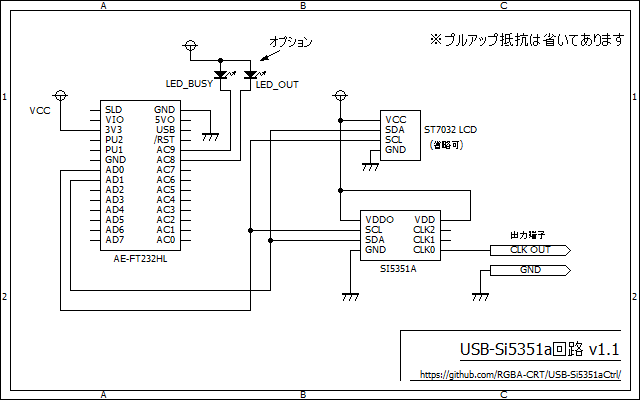 A B C
※プルアップ抵抗は省いてあります
オプション
LED_BUSY LED_OUT
1 1
VCC
SLD GND
VIO 5VO
3V3 USB
PU2 /RST
PU1 AC9
GND AC8
AD0 AC7
AD1 AC6
AD2 AC5
AD3 AC4
AD4 AC3
AD5 AC2
AD6 AC1
AD7 AC0
AE-FT232HL
VCC
SDA
SCL
GND
ST7032 LCD
(省略可)
VDDO VDD
SCL CLK2
SDA CLK1
GND CLK0
SI5351A
出力端子
CLK OUT
GND
2 2
USB-Si5351a回路 v1.1
https://github.com/RGBA-CRT/USB-Si5351aCtrl/
A B C